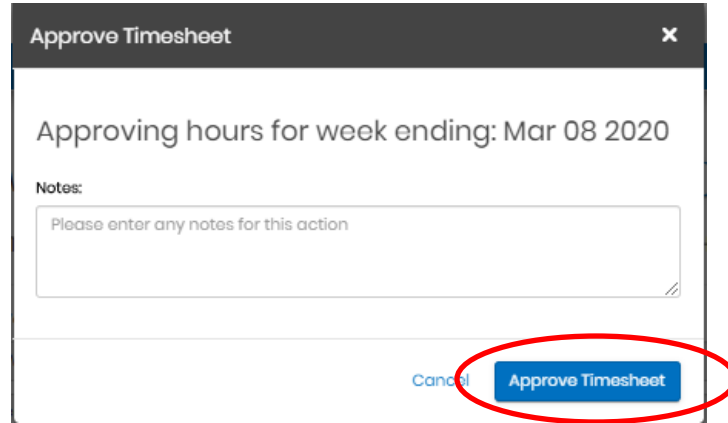 Approve Timesheet ×
Approving hours for week ending: Mar 08 2020
Notes:
Please enter any notes for this action
Cancel Approve Timesheet